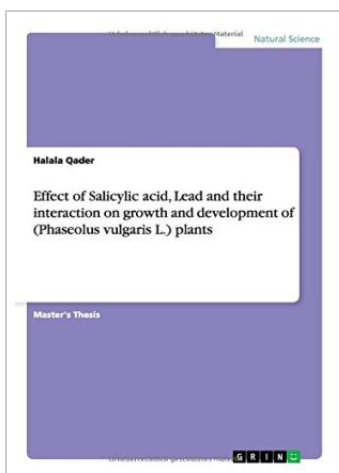 Natural Science
Halala Qader
Effect of Salicylic acid, Lead and their
interaction on growth and development of
(Phaseolus vulgaris L.) plants
Master's Thesis
GRIN